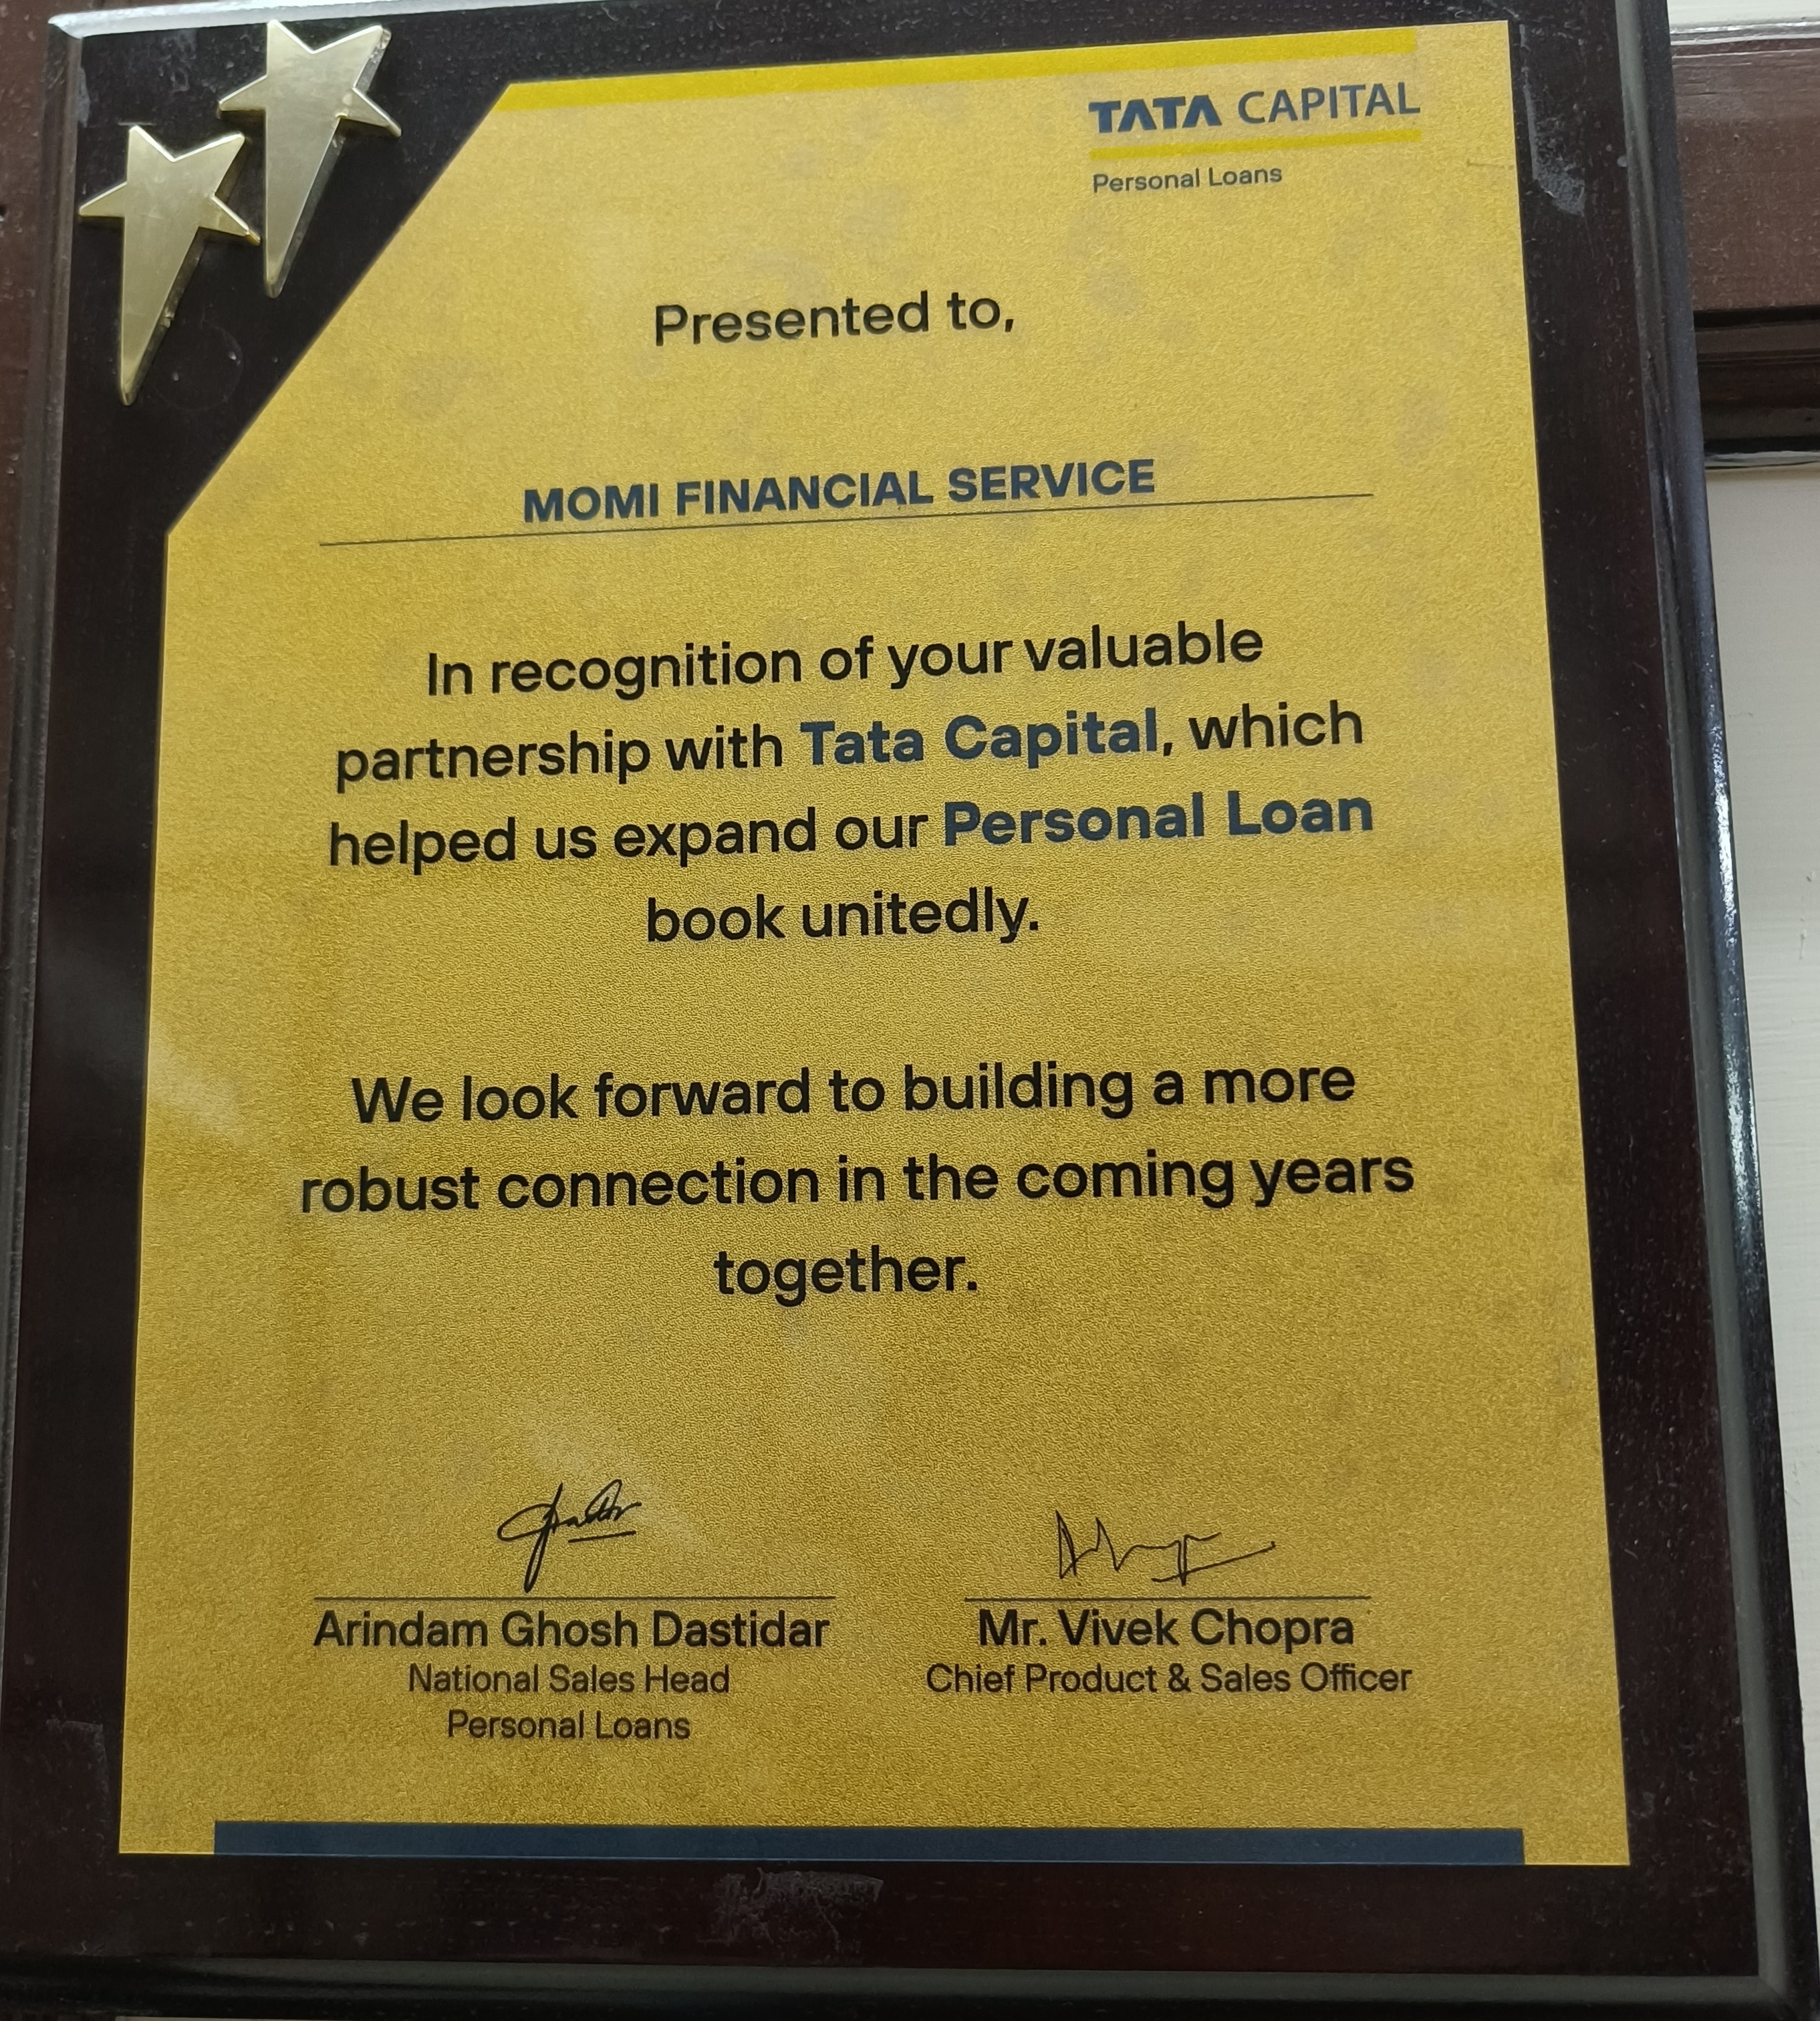 TATA CAPITAL
Personal Loans
Presented to,
MOMI FINANCIAL SERVICE
In recognition of your valuable
partnership with Tata Capital, which
helped us expand our Personal Loan
book unitedly.
We look forward to building a more
robust connection in the coming years
together.
Arindam Ghosh Dastidar
National Sales Head
Personal Loans
Mr. Vivek Chopra
Chief Product & Sales Officer